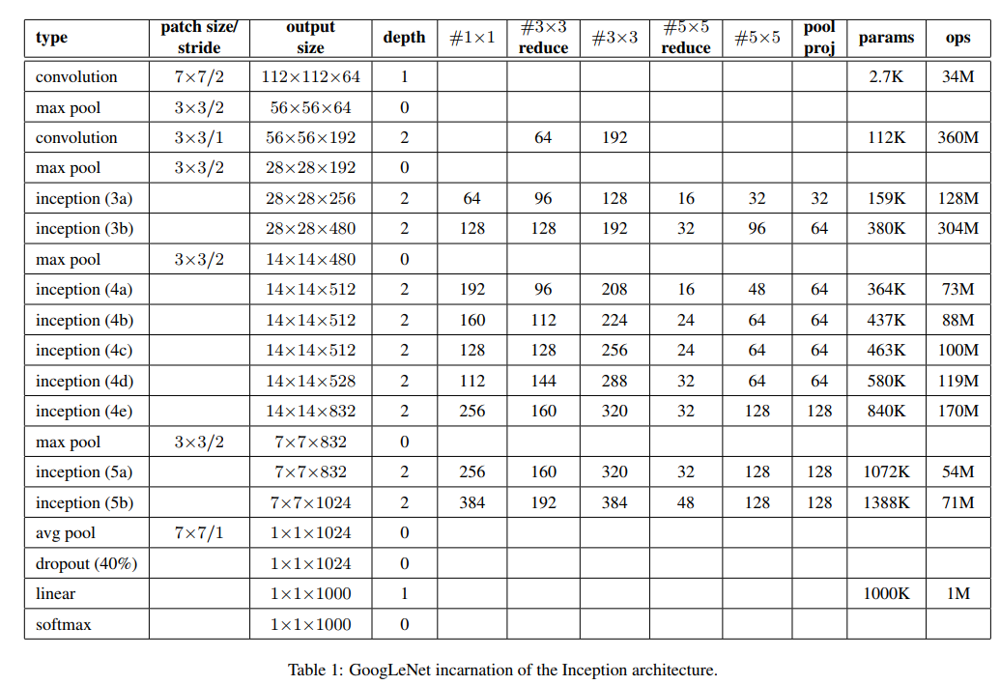 type patch size/ stride output size depth #1×1 #3×3 reduce #3×3 #5×5 reduce #5×5 pool proj params ops
convolution 7×7/2 112×112×64 1 2.7K 34M
max pool 3×3/2 56×56×64 0
convolution 3×3/1 56×56×192 2 64 192 112K 360M
max pool 3×3/2 28×28×192 0
inception (3a) 28×28×256 2 64 96 128 16 32 32 159K 128M
inception (3b) 28×28×480 2 128 128 192 32 96 64 380K 304M
max pool 3×3/2 14×14×480 0
inception (4a) 14×14×512 2 192 96 208 16 48 64 364K 73M
inception (4b) 14×14×512 2 160 112 224 24 64 64 437K 88M
inception (4c) 14×14×512 2 128 128 256 24 64 64 463K 100M
inception (4d) 14×14×528 2 112 144 288 32 64 64 580K 119M
inception (4e) 14×14×832 2 256 160 320 32 128 128 840K 170M
max pool 3×3/2 7×7×832 0
inception (5a) 7×7×832 2 256 160 320 32 128 128 1072K 54M
inception (5b) 7×7×1024 2 384 192 384 48 128 128 1388K 71M
avg pool 7×7/1 1×1×1024 0
dropout (40%) 1×1×1024 0
linear 1×1×1000 1 1000K 1M
softmax 1×1×1000 0
Table 1: GoogLeNet incarnation of the Inception architecture.